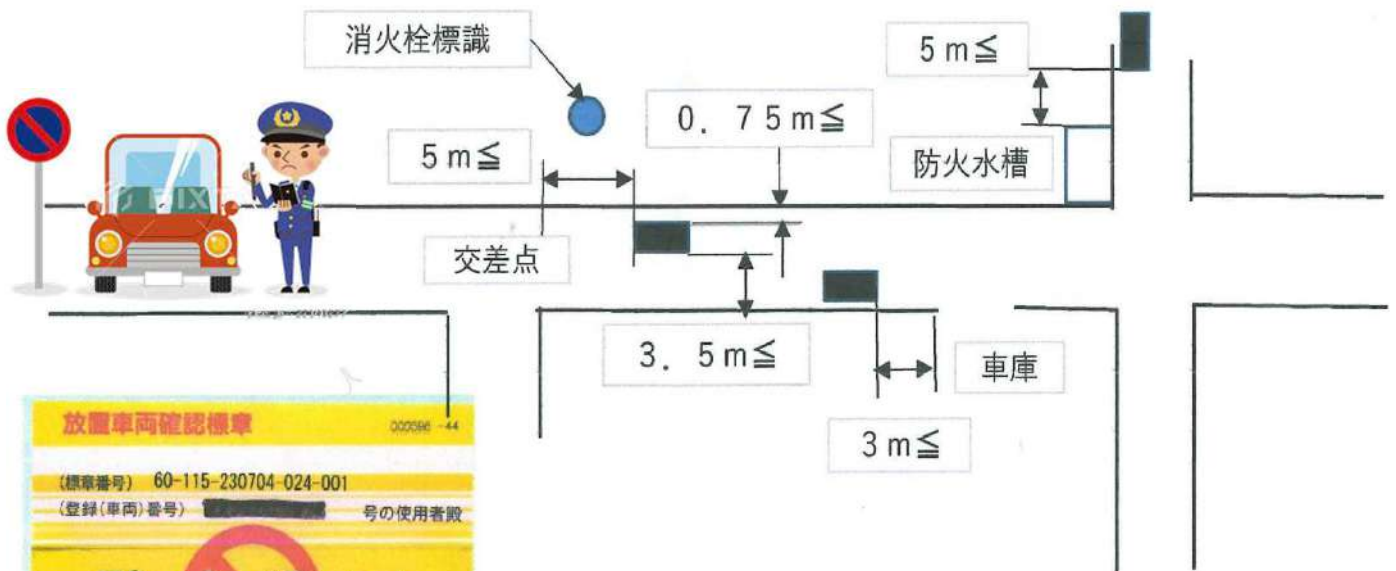 消火栓標識
5m≦
0．75m≦
5m≦
防火水槽
交差点
3．5m≦
車庫
3m≦
放置車両確認標章
(標章番号) 60-115-230704-024-001
(登録(車両)番号)
号の使用者殿